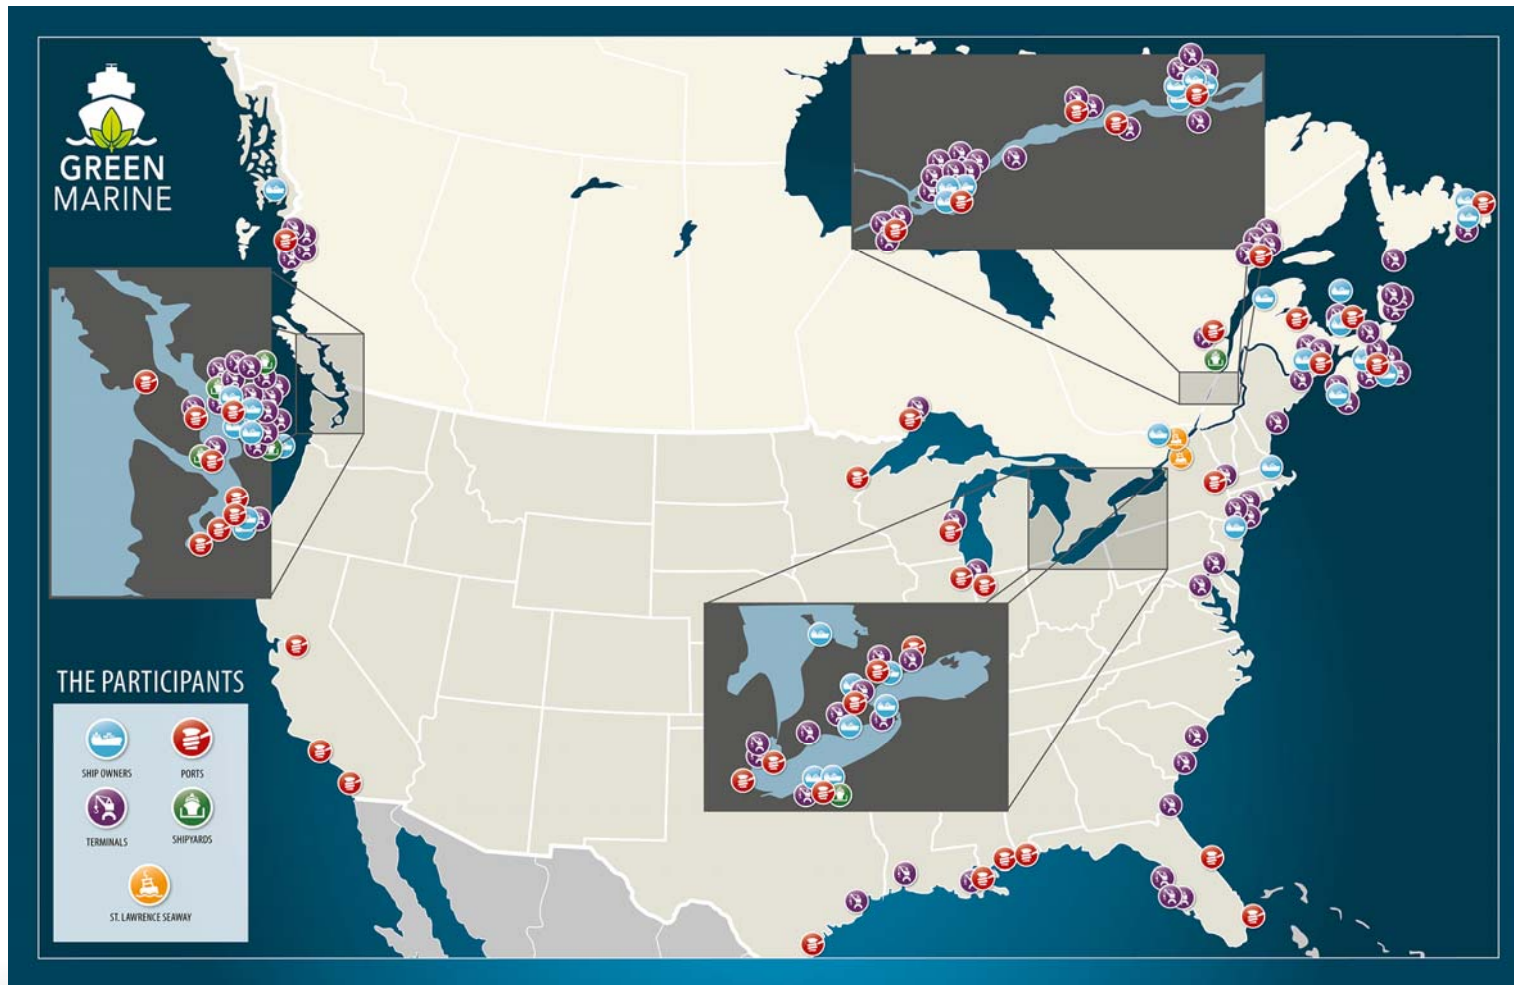 GREEN
MARINE
THE PARTICIPANTS
SHIP OWNERS
PORTS
TERMINALS
SHIPYARDS
ST. LAWRENCE SEAWAY